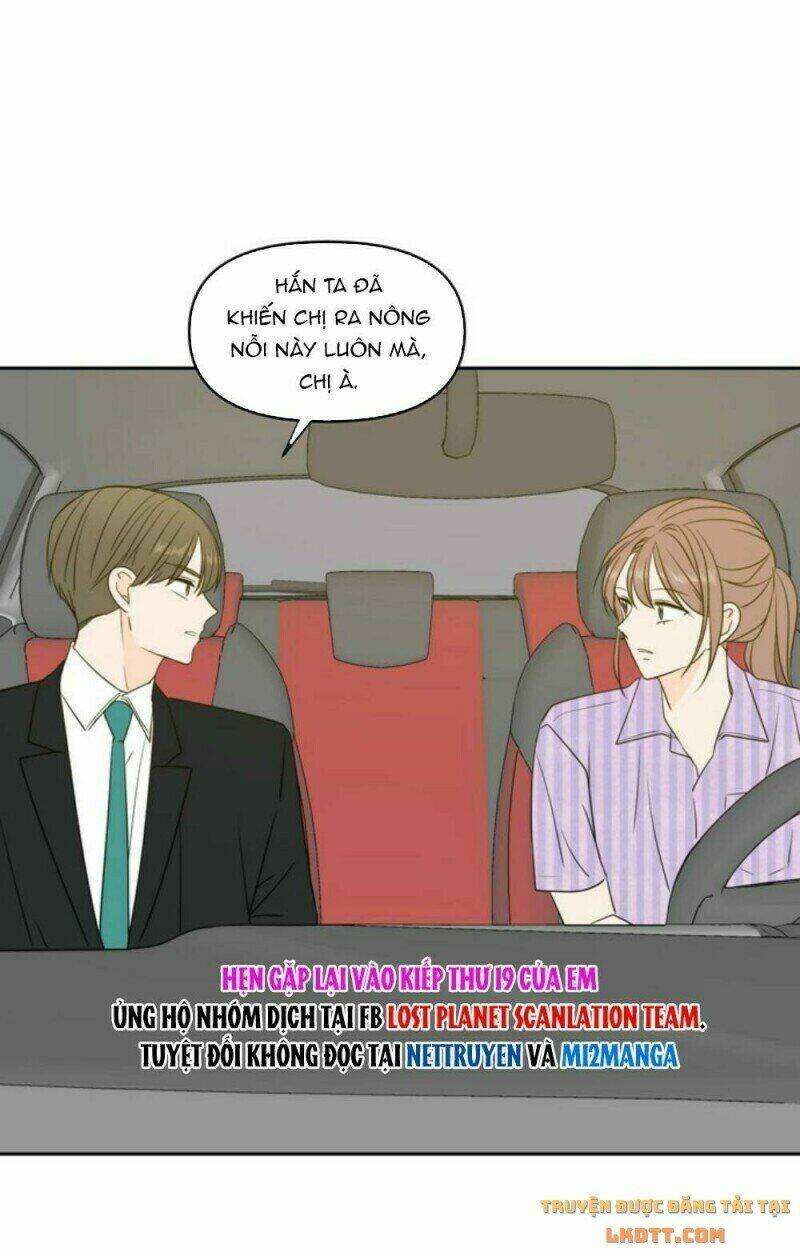 HẮN TA ĐÃ
KHIẾN CHỊ RA NÔNG
NỖI NÀY LUÔN MÀ,
CHỊ À.
HẸN GẶP LẠI VÀO KIẾP THƯ 19 CỦA EM
ỦNG HỘ NHÓM DỊCH TẠI FB LOST PLANET SCANLATION TEAM.
TUYỆT ĐỐI KHÔNG ĐỌC TẠI NETTRUYEN VÀ MI2MANGA
TRUYỆN ĐƯỢC ĐĂNG TẢI TẠI
LKDTT.COM